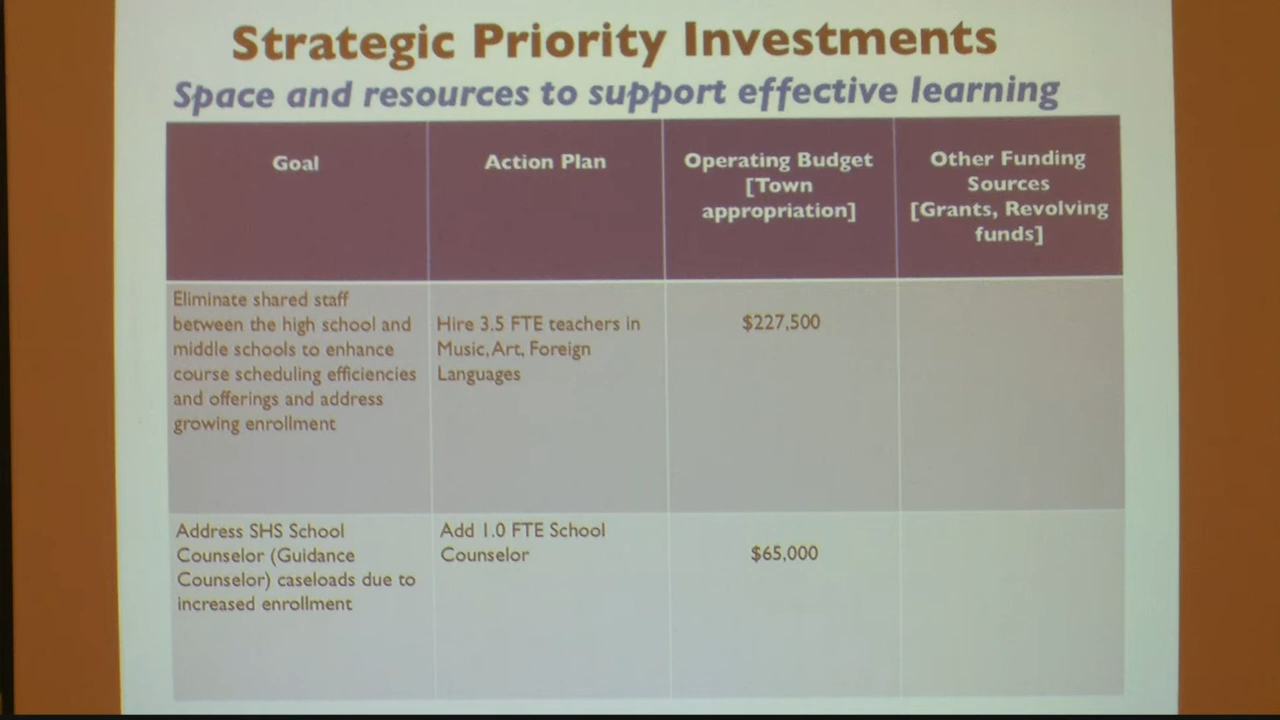 Strategic Priority Investments
Space and resources to support effective learning
Goal
Action Plan
Operating Budget
[Town
appropriation]
Other Funding
Sources
[Grants, Revolving
funds]
Eliminate shared staff
between the high school and
middle schools to enhance
course scheduling efficiencies
and offerings and address
growing enrollment
Hire 3.5 FTE teachers in
Music, Art, Foreign
Languages
$227,500
Address SHS School
Counselor (Guidance
Counselor) caseloads due to
increased enrollment
Add 1.0 FTE School
Counselor
$65,000